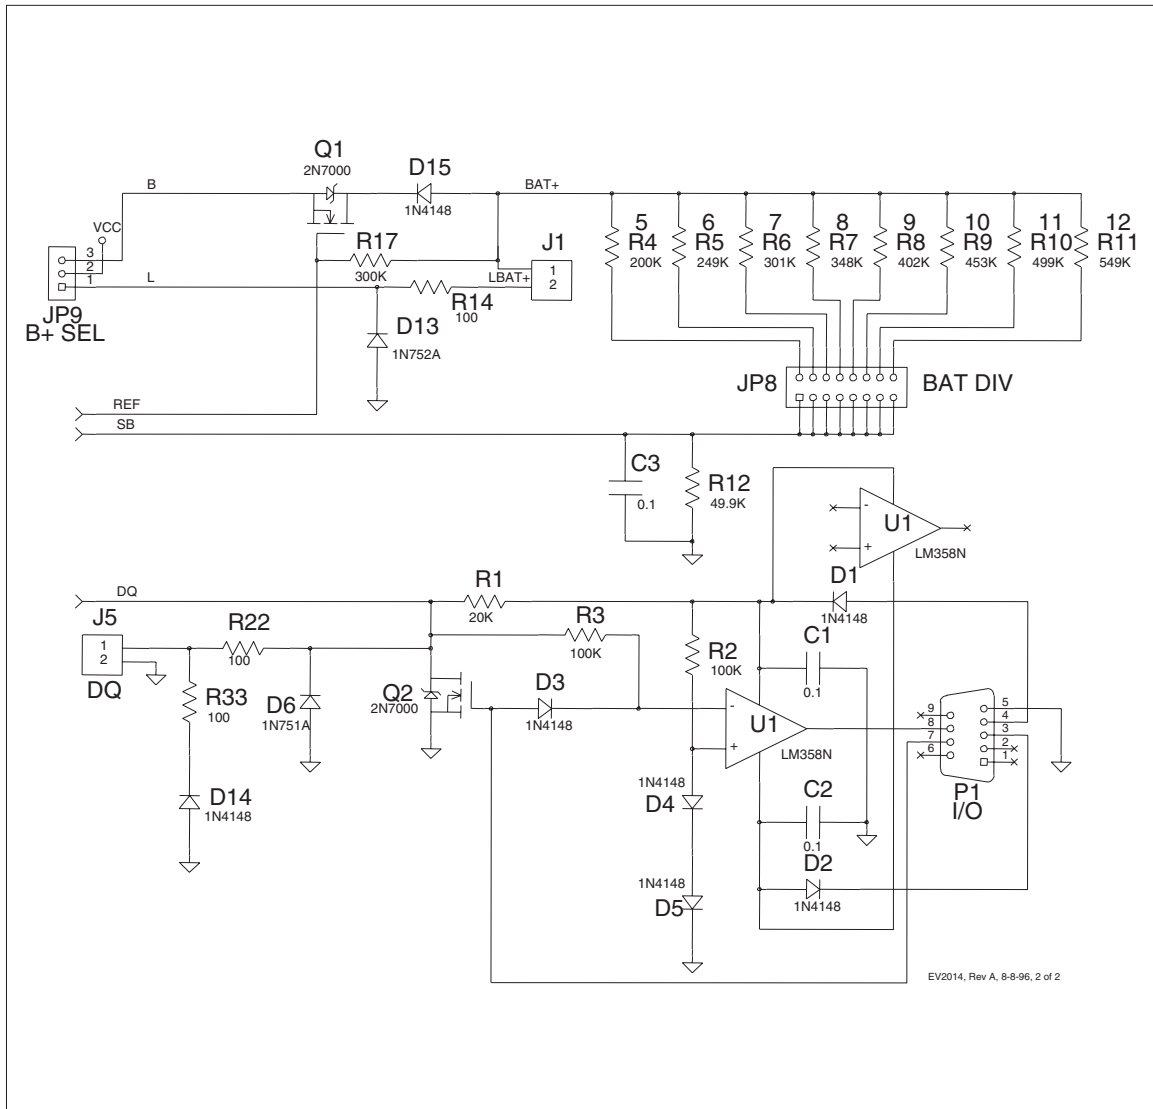 Q1
2N7000
D15
1N4148
B
BAT+
VCC
3
2
1
JP9
B+ SEL
L
R17
300K
LBAT+
J1
1
2
R14
100
D13
1N752A
5
R4
200K
6
R5
249K
7
R6
301K
8
R7
348K
9
R8
402K
10
R9
453K
11
R10
499K
12
R11
549K
JP8
BAT DIV
REF
SB
C3
0.1
R12
49.9K
-
+
U1
LM358N
DQ
J5
1
2
DQ
R22
100
R33
100
D14
1N4148
D6
1N751A
R1
20K
R3
100K
Q2
2N7000
D3
1N4148
R2
100K
D1
1N4148
C1
0.1
-
+
U1
LM358N
1N4148
D4
1N4148
D5
C2
0.1
D2
1N4148
9
8
7
6
5
4
3
2
1
P1
I/O
EV2014, Rev A, 8-8-96, 2 of 2